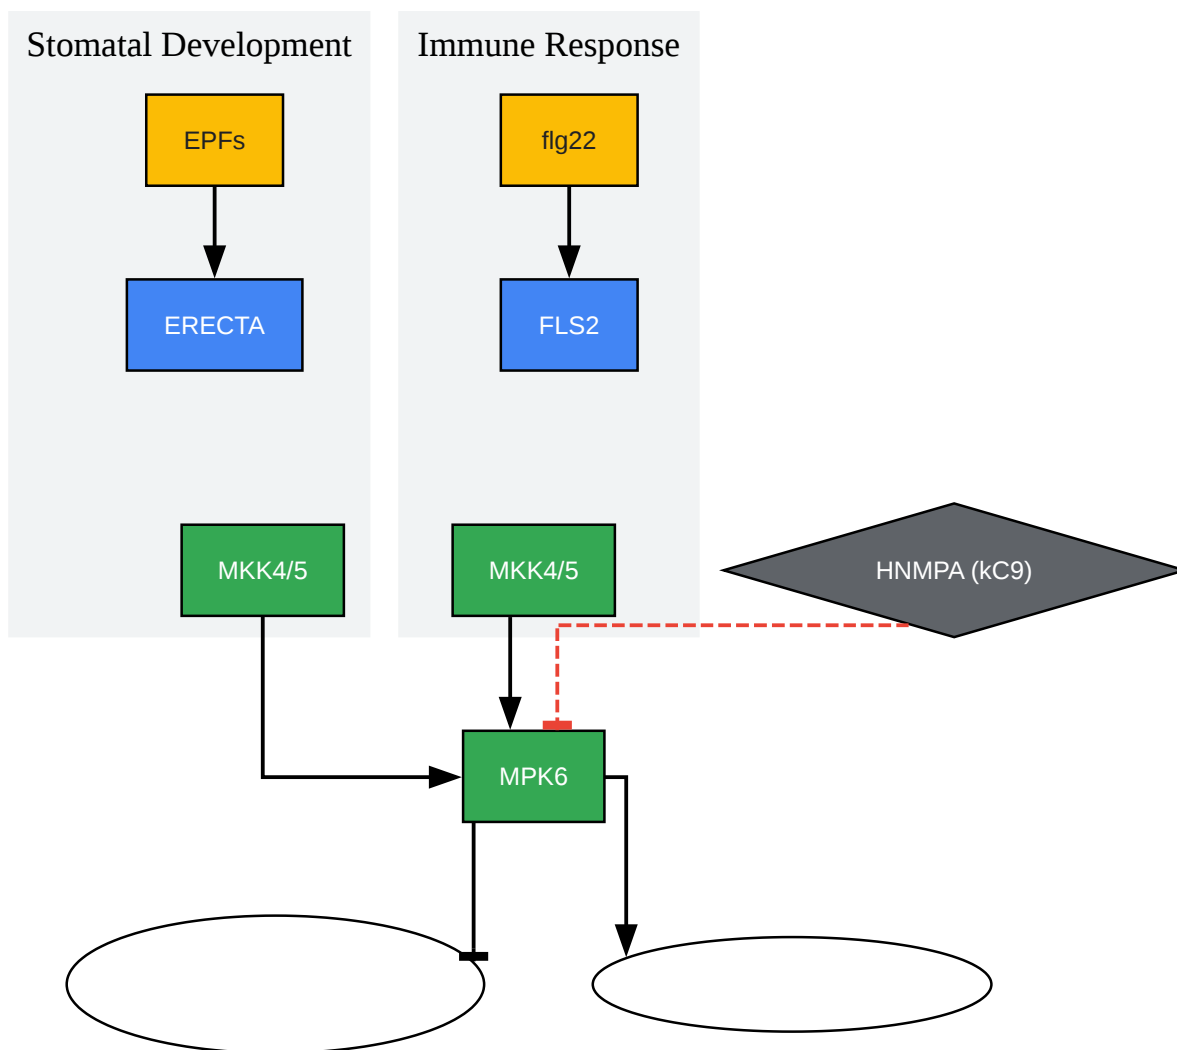 Stomatal Development
Immune Response
EPFs
flg22
ERECTA
FLS2
MKK4/5
MKK4/5
HNMPA (kC9)
MPK6